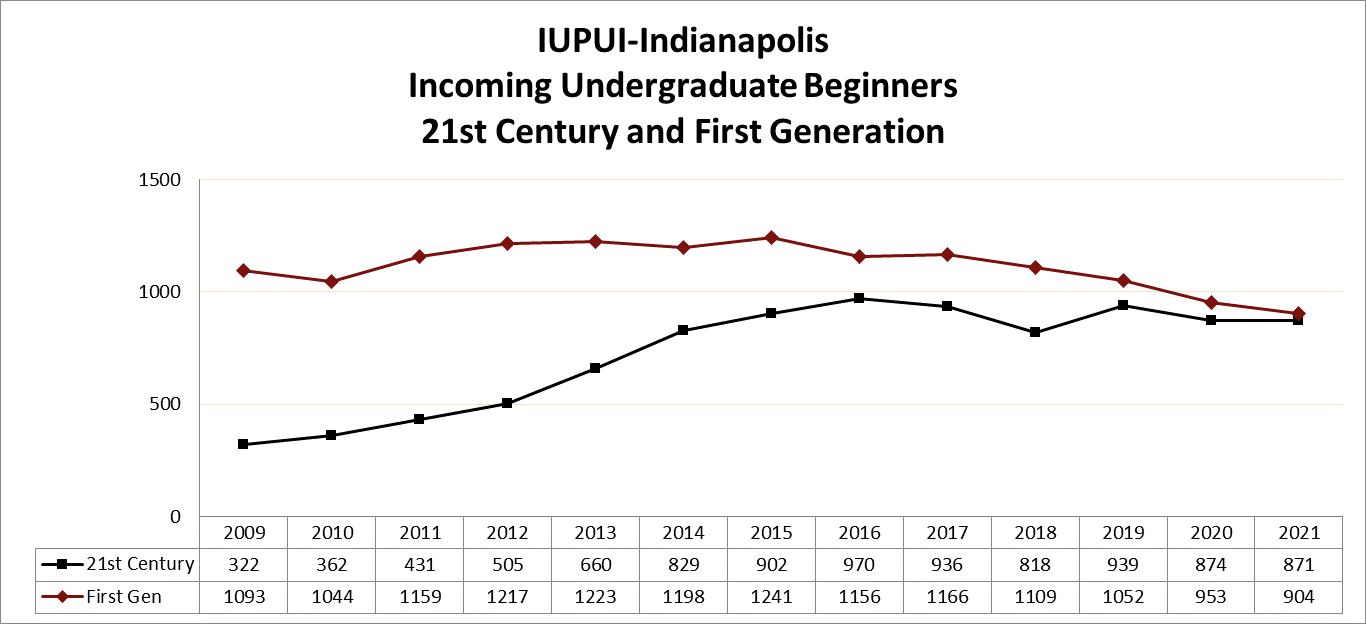 IUPUI-Indianapolis
Incoming Undergraduate Beginners
21st Century and First Generation
1500
1000
500
0
2009 2010 2011 2012 2013 2014 2015 2016 2017 2018 2019 2020 2021
21st Century 322 362 431 505 660 829 902 970 936 818 939 874 871
First Gen 1093 1044 1159 1217 1223 1198 1241 1156 1166 1109 1052 953 904